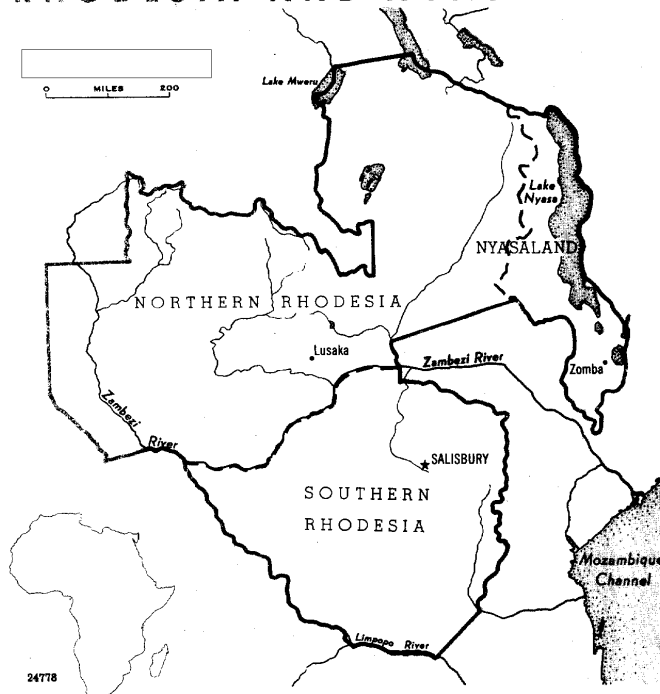 0 MILES 200
Lake Mweru
Lake
Nyasa
NYASALAND
NORTHERN RHODESIA
Lusaka
Zambezi River
Zomba
Zambezi
River
SALISBURY
SOUTHERN
RHODESIA
Mozambique
Channel
Limpopo River
24778